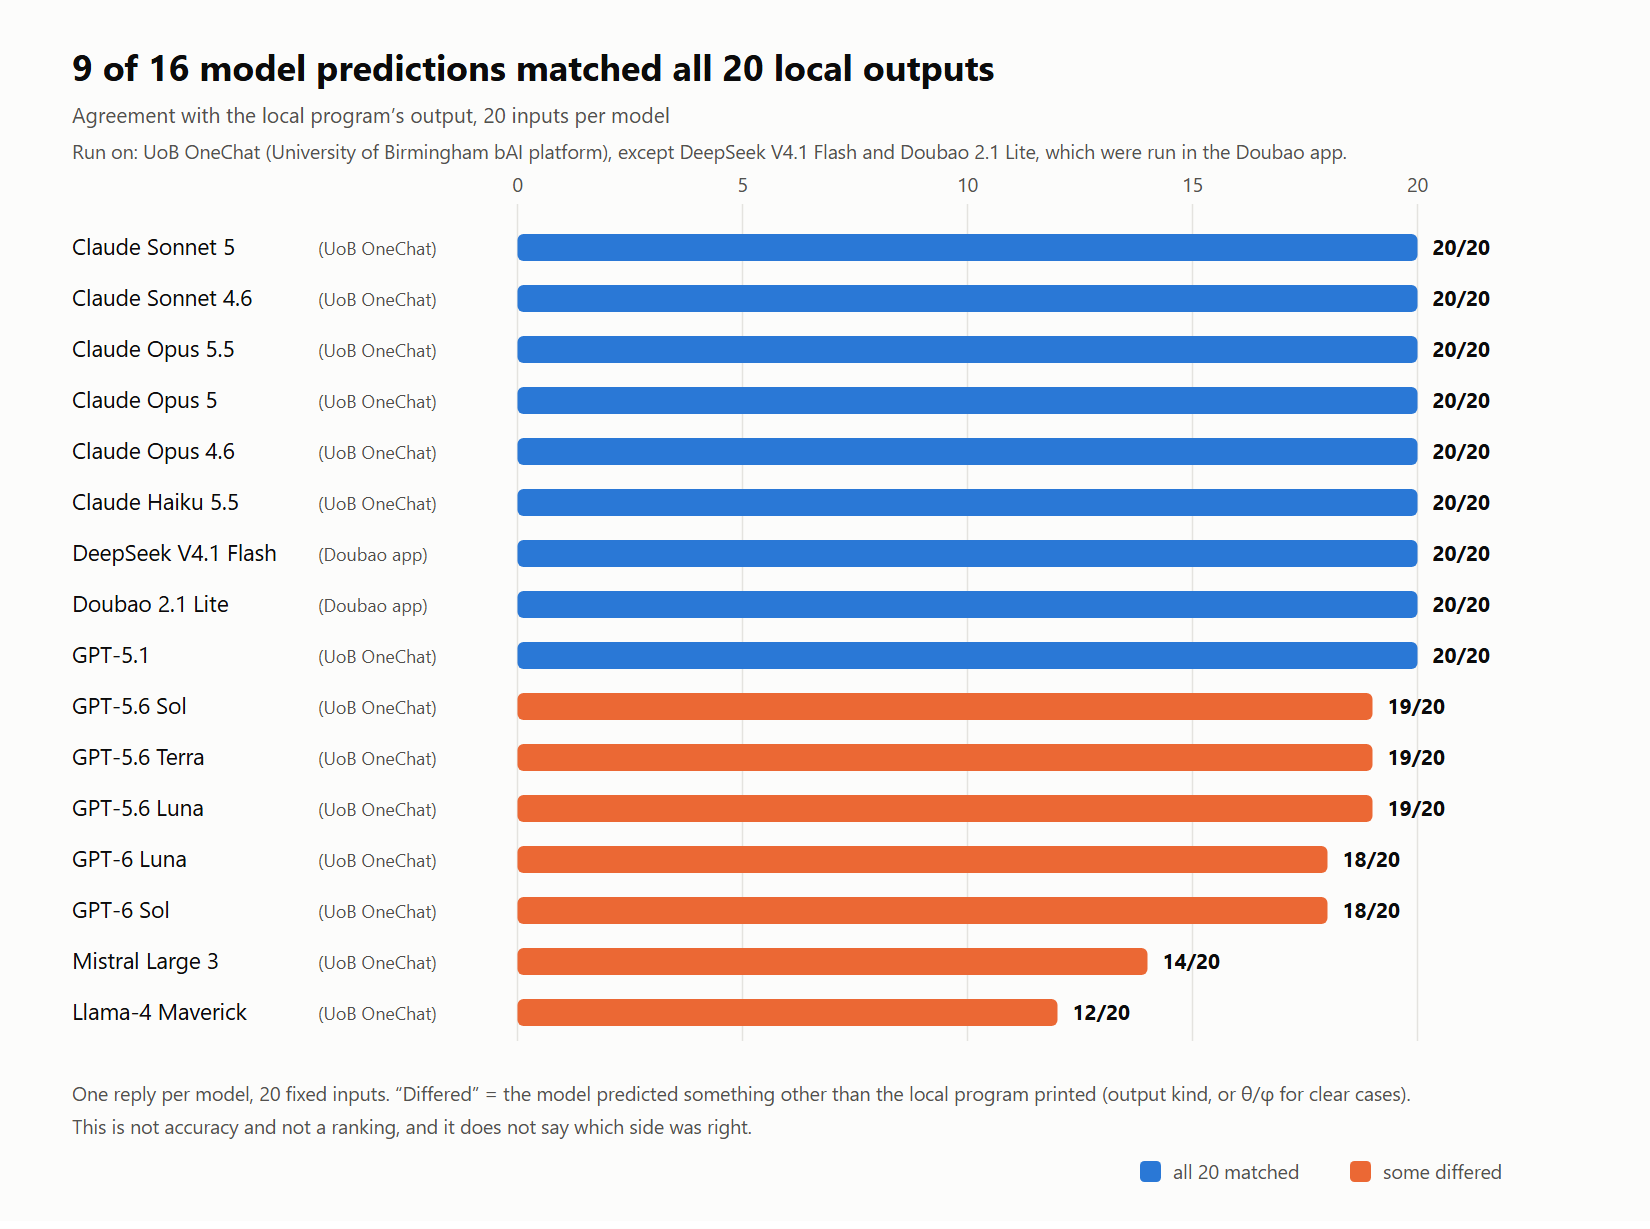 9 of 16 model predictions matched all 20 local outputs
Agreement with the local program’s output, 20 inputs per model
Run on: UoB OneChat (University of Birmingham bAI platform), except DeepSeek V4.1 Flash and Doubao 2.1 Lite, which were run in the Doubao app.
0 5 10 15 20
Claude Sonnet 5 (UoB OneChat) 20/20
Claude Sonnet 4.6 (UoB OneChat) 20/20
Claude Opus 5.5 (UoB OneChat) 20/20
Claude Opus 5 (UoB OneChat) 20/20
Claude Opus 4.6 (UoB OneChat) 20/20
Claude Haiku 5.5 (UoB OneChat) 20/20
DeepSeek V4.1 Flash (Doubao app) 20/20
Doubao 2.1 Lite (Doubao app) 20/20
GPT-5.1 (UoB OneChat) 20/20
GPT-5.6 Sol (UoB OneChat) 19/20
GPT-5.6 Terra (UoB OneChat) 19/20
GPT-5.6 Luna (UoB OneChat) 19/20
GPT-6 Luna (UoB OneChat) 18/20
GPT-6 Sol (UoB OneChat) 18/20
Mistral Large 3 (UoB OneChat) 14/20
Llama-4 Maverick (UoB OneChat) 12/20
One reply per model, 20 fixed inputs. “Differed” = the model predicted something other than the local program printed (output kind, or θ/φ for clear cases).
This is not accuracy and not a ranking, and it does not say which side was right.
all 20 matched some differed